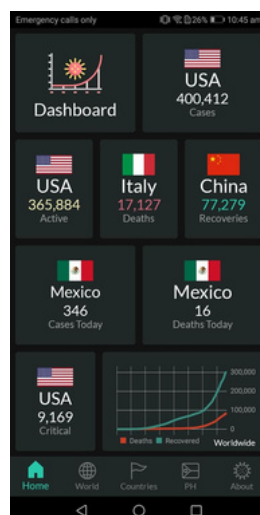 Emergency calls only
26%
10:45 am
Dashboard
USA
400,412
Cases
USA
365,884
Active
Italy
17,127
Deaths
China
77,279
Recoveries
Mexico
346
Cases Today
Mexico
16
Deaths Today
USA
9,169
Critical
300,000
200,000
100,000
0
Deaths Recovered Worldwide
Home World Countries PH About